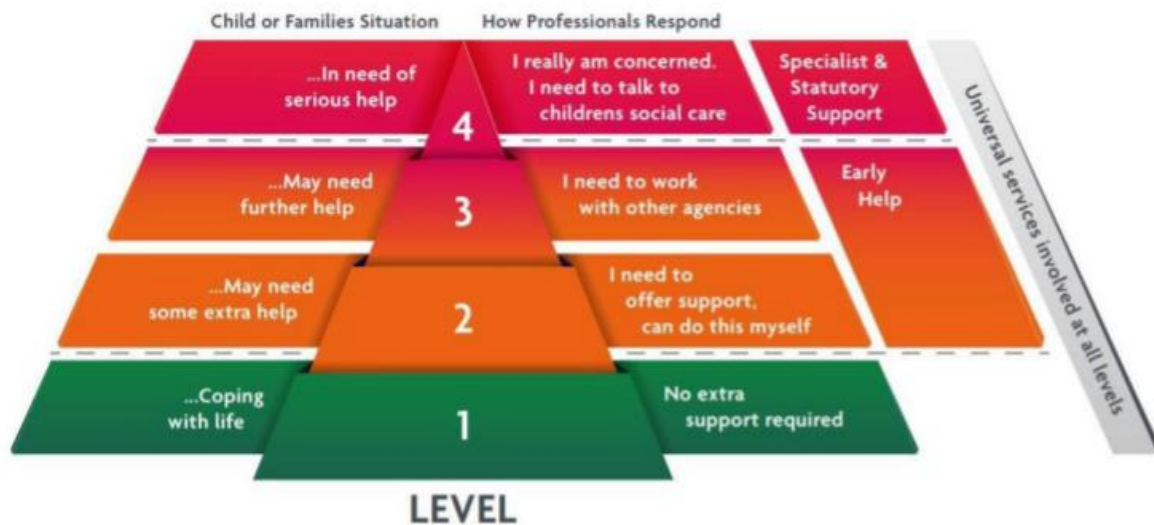 Child or Families Situation
How Professionals Respond
...In need of
serious help
4
I really am concerned.
I need to talk to
childrens social care
Specialist &
Statutory
Support
...May need
further help
3
I need to work
with other agencies
Early
Help
...May need
some extra help
2
I need to
offer support,
can do this myself
...Coping
with life
1
No extra
support required
Universal services involved at all levels
LEVEL